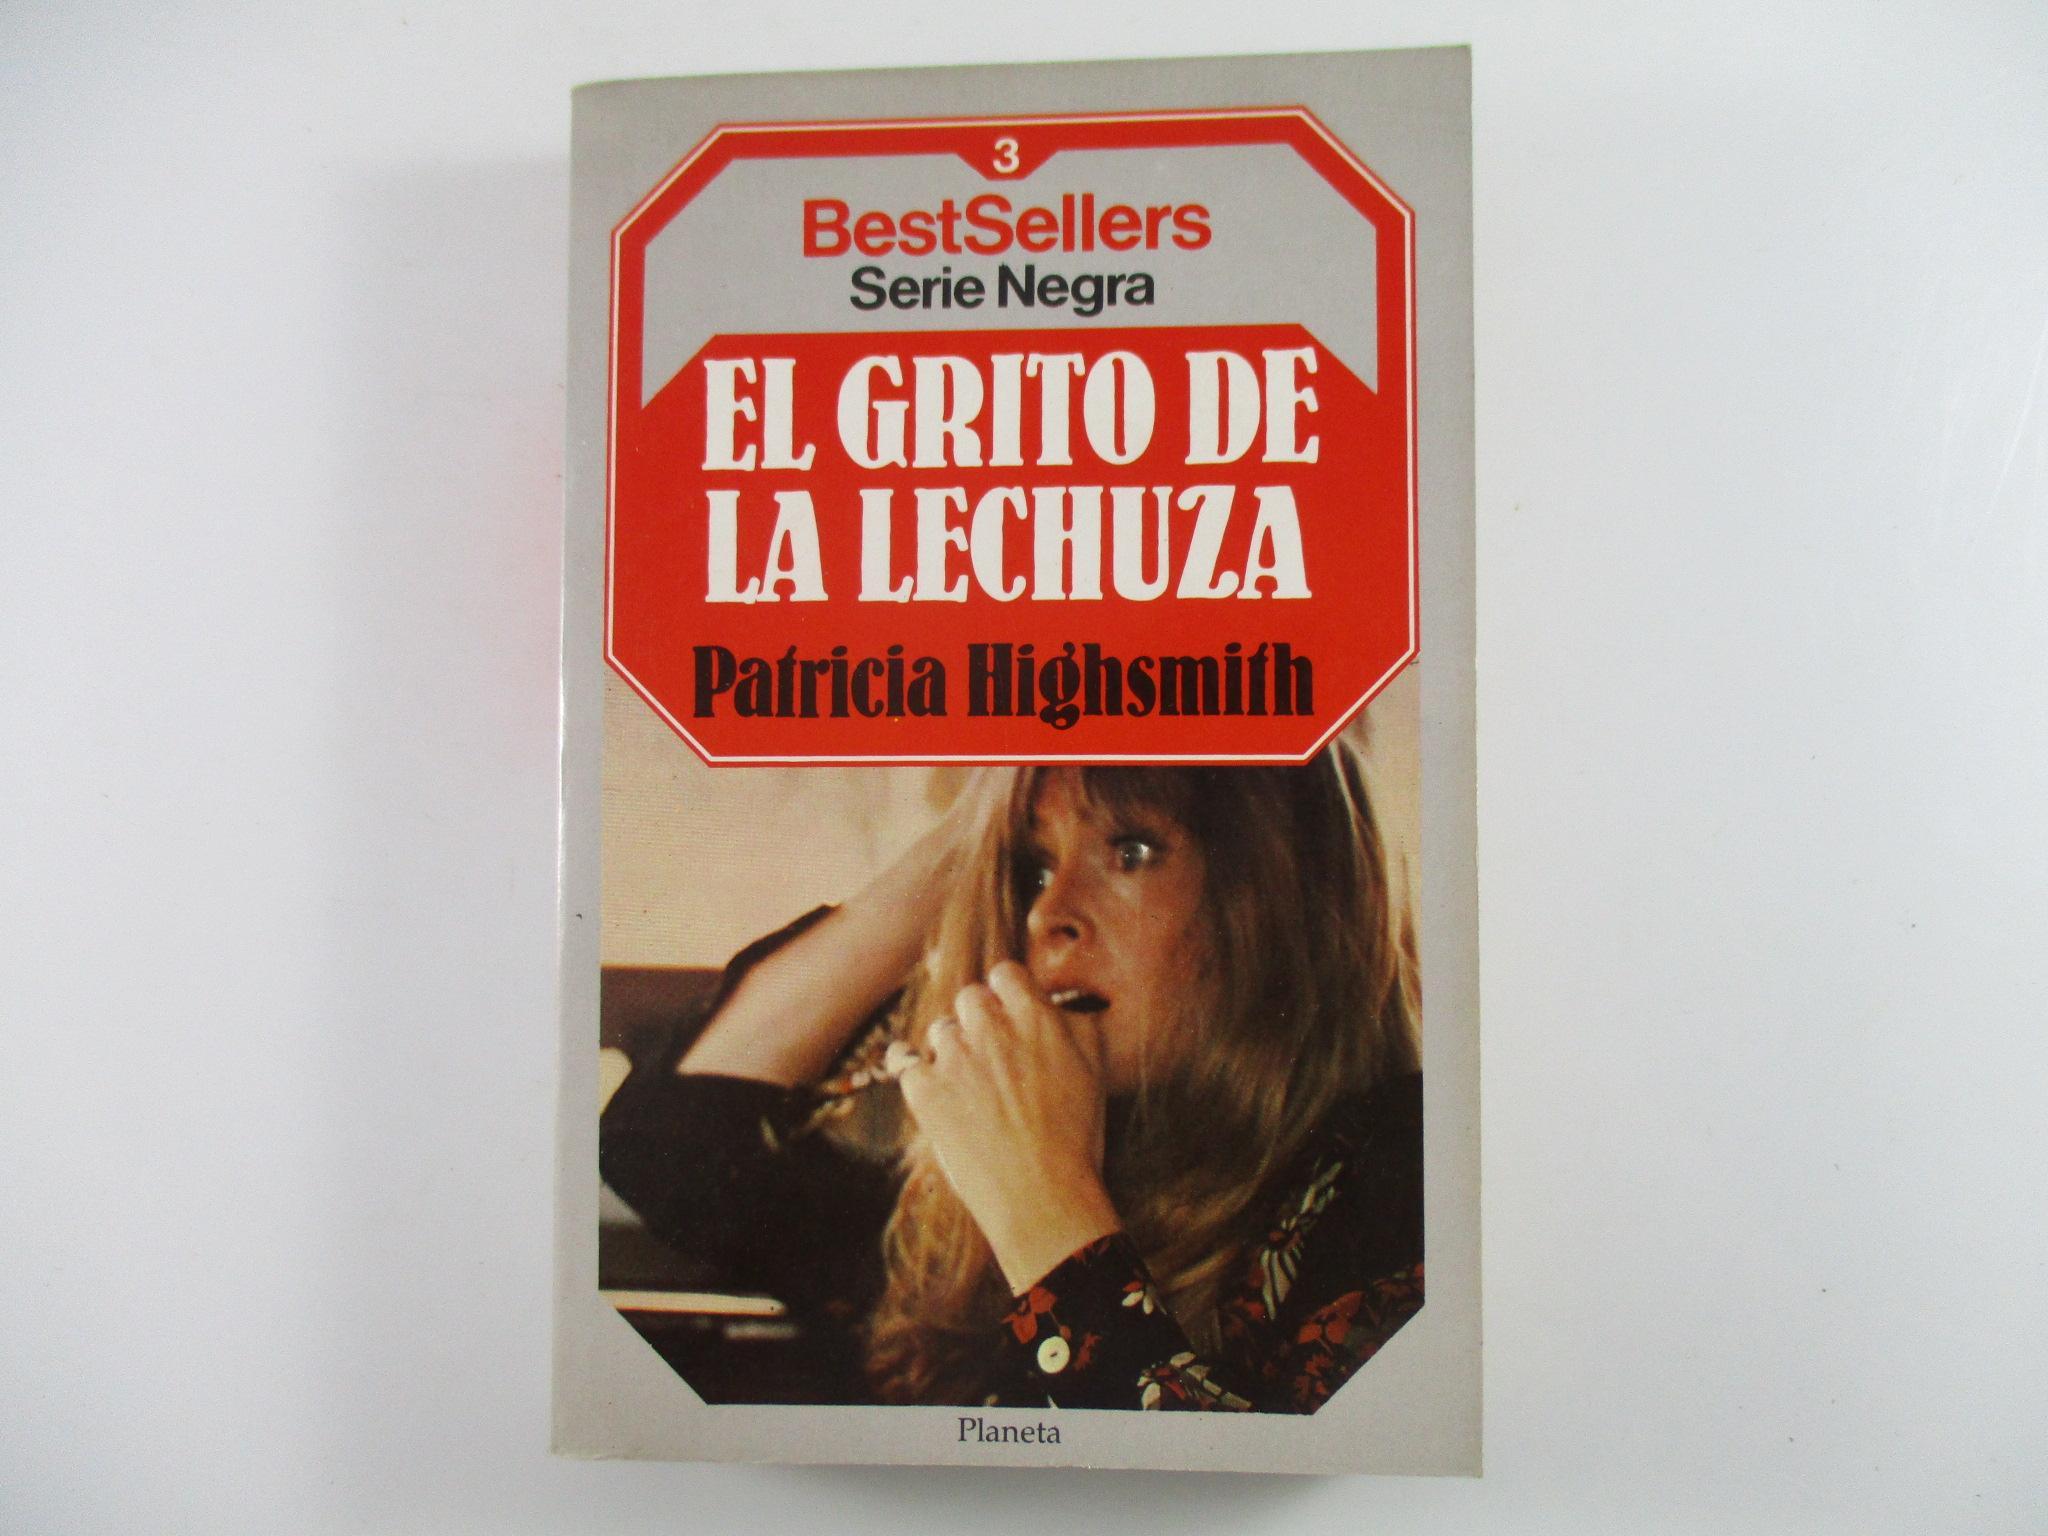 3
BestSellers
Serie Negra
EL GRITO DE
LA LECHUZA
Patricia Highsmith
Planeta